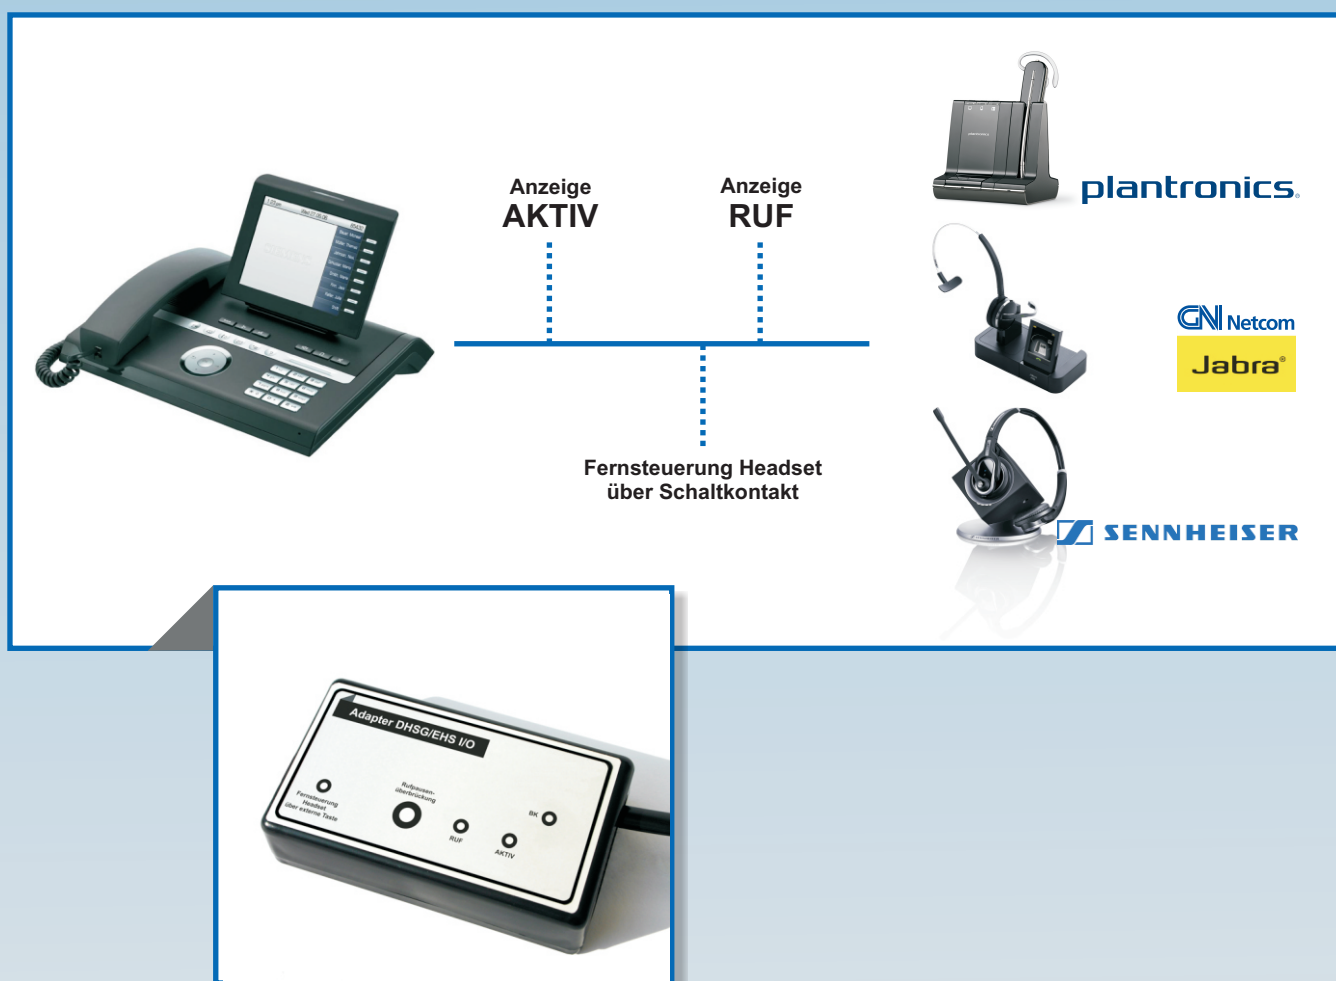 Anzeige
AKTIV
Anzeige
RUF
plantronics.
GN Netcom
Jabra®
Fernsteuerung Headset
über Schaltkontakt
SENNHEISER
Adapter DHSG/EHS I/O
Fernsteuerung
Headset
über externe Taste
Rufpausen-
überbrückung
RUF
AKTIV
BK